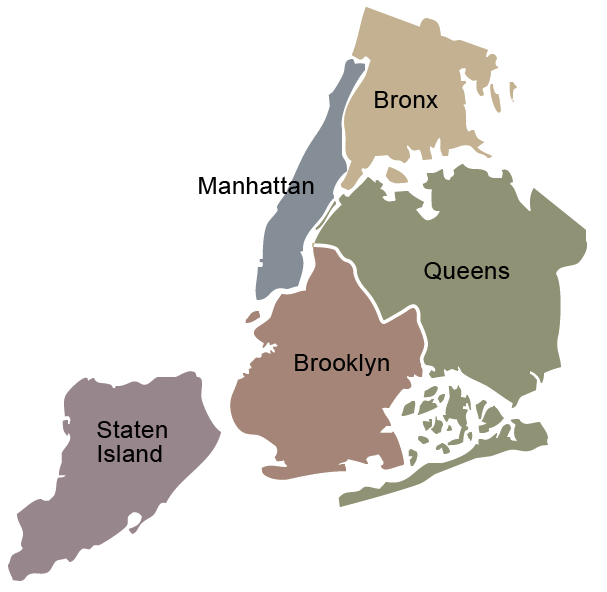 Bronx
Manhattan
Queens
Brooklyn
Staten
Island